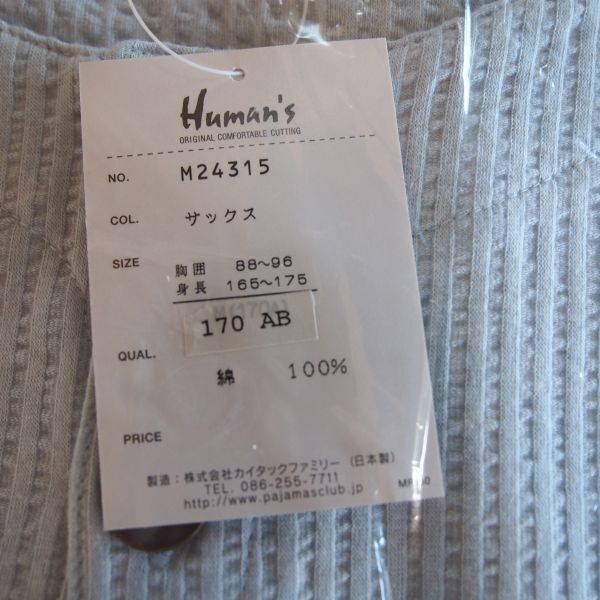 Human's
ORIGINAL COMFORTABLE CUTTING
NO. M24315
COL. サックス
SIZE 胸囲 88～96
身長 165～175
170 AB
QUAL. 綿 100%
PRICE
製造：株式会社カイタックファミリー（日本製）
TEL. 086-255-7711
http://www.pajamasclub.jp